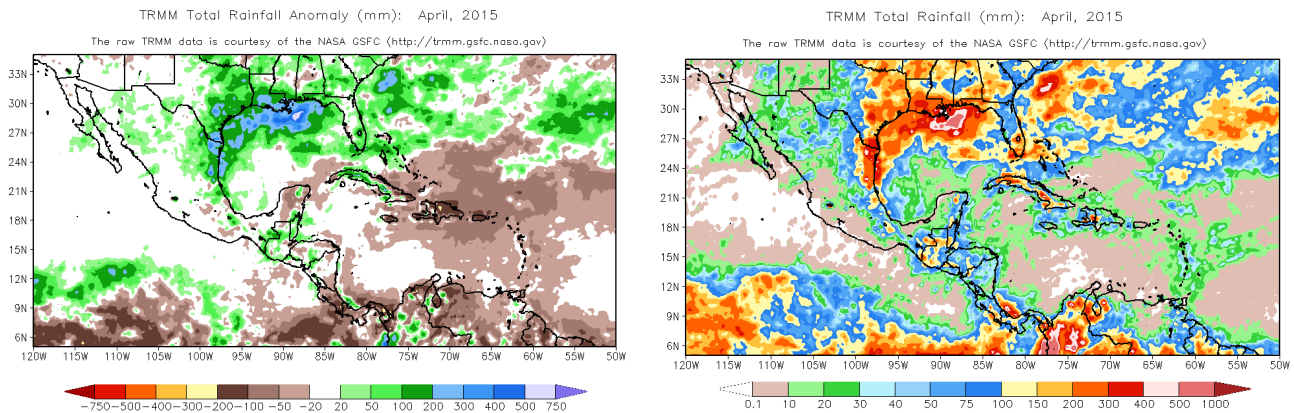 TRMM Total Rainfall Anomaly (mm): April, 2015
The raw TRMM data is courtesy of the NASA GSFC (http://trmm.gsfc.nasa.gov)
33N
30N
27N
24N
21N
18N
15N
12N
9N
6N
120W 115W 110W 105W 100W 95W 90W 85W 80W 75W 70W 65W 60W 55W 50W
-750 -500 -400 -300 -200 -100 -50 -20 20 50 100 200 300 400 500 750
TRMM Total Rainfall (mm): April, 2015
The raw TRMM data is courtesy of the NASA GSFC (http://trmm.gsfc.nasa.gov)
33N
30N
27N
24N
21N
18N
15N
12N
9N
6N
120W 115W 110W 105W 100W 95W 90W 85W 80W 75W 70W 65W 60W 55W 50W
0.1 10 20 30 40 50 75 100 150 200 300 400 500 1000